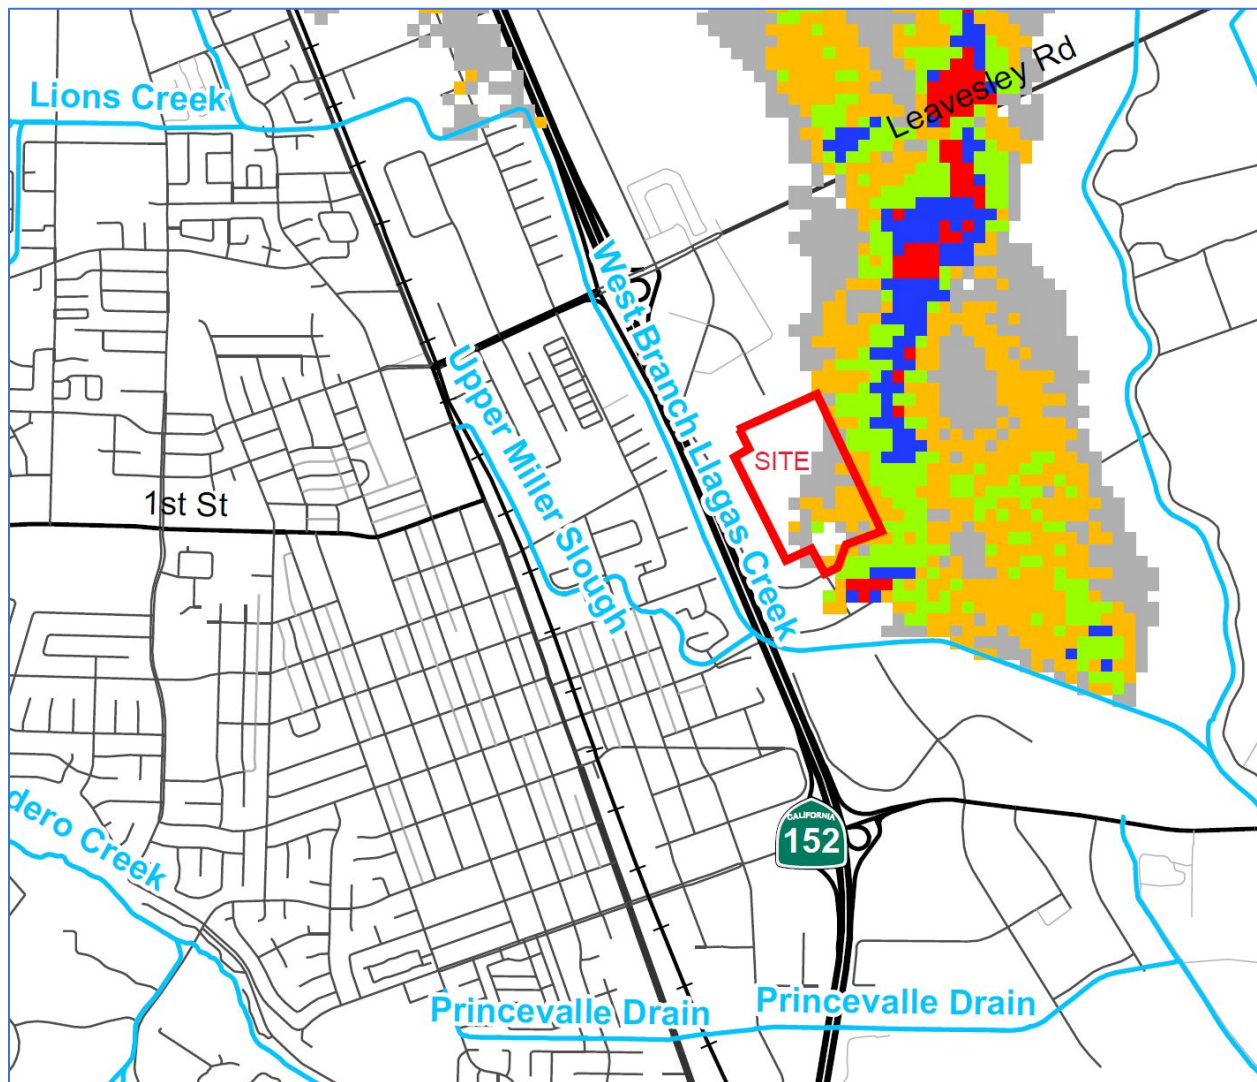 Lions Creek
Leavesley Rd
West Branch Llagas Creek
Upper Miller Slough
SITE
1st St
dero Creek
CALIFORNIA
152
Princevalle Drain
Princevalle Drain